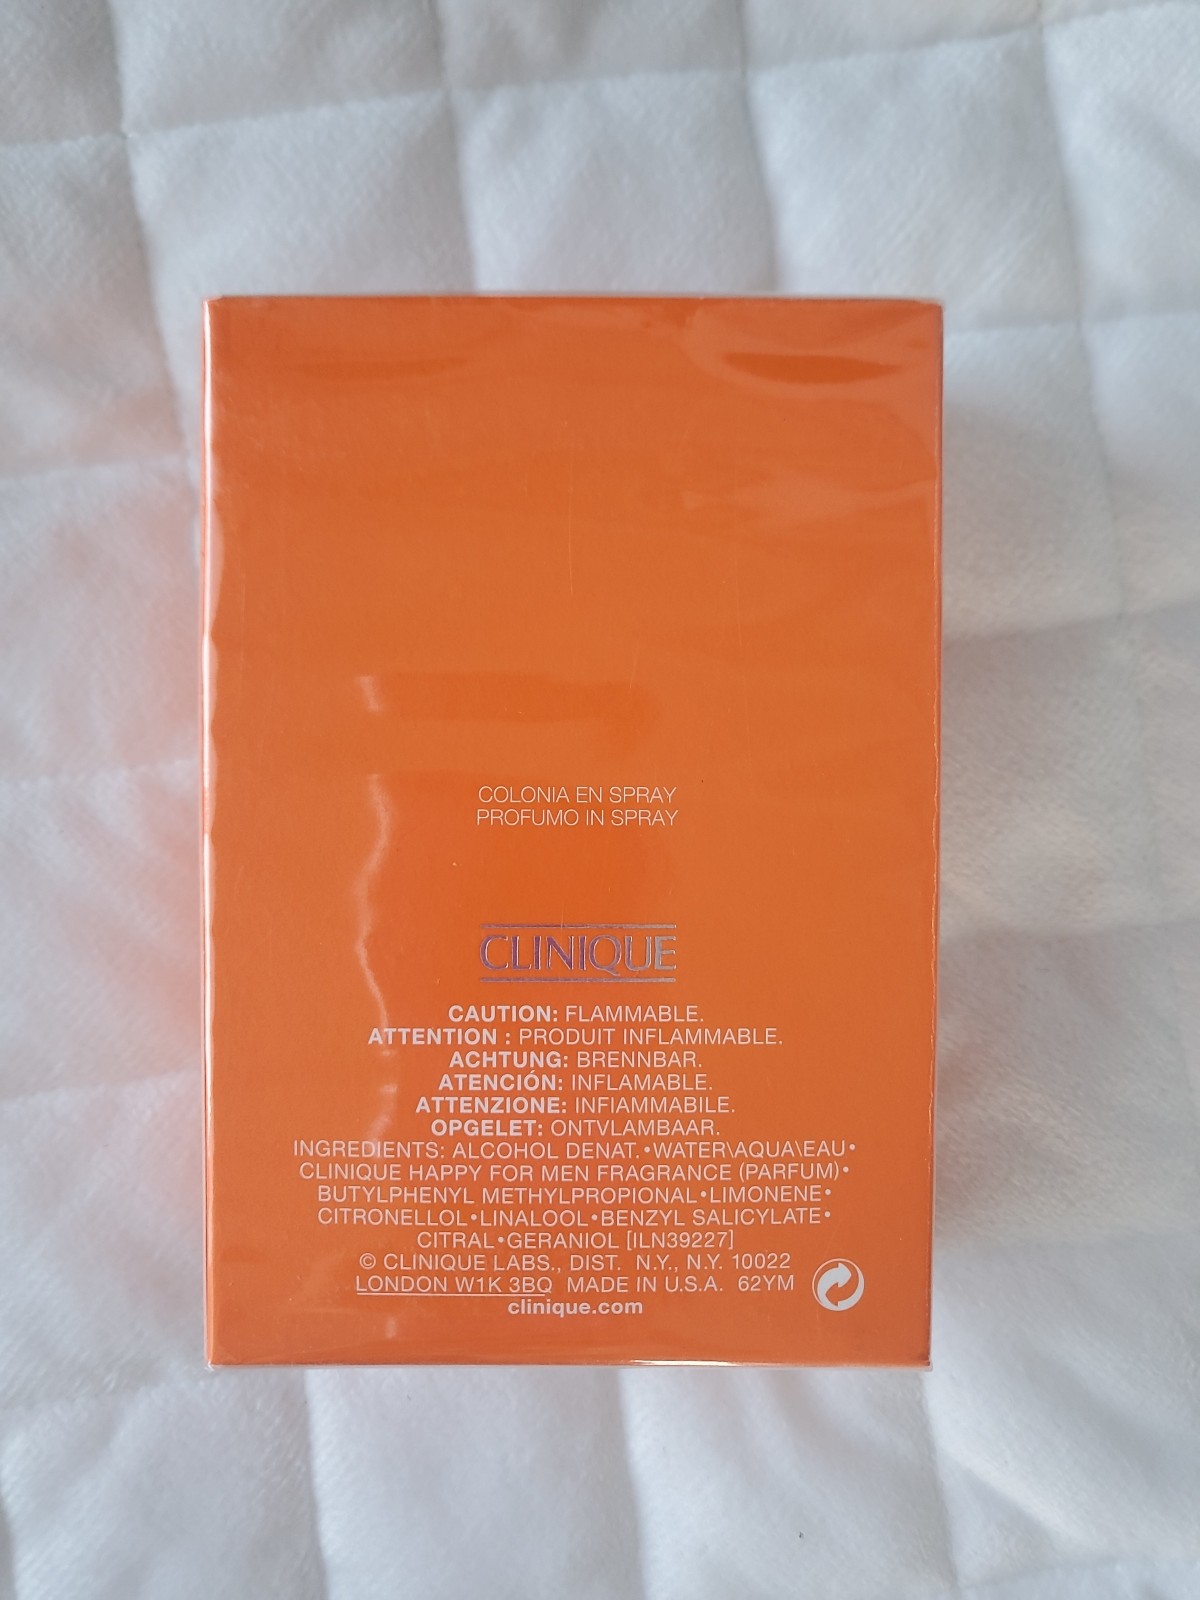 COLONIA EN SPRAY
PROFUMO IN SPRAY
CLINIQUE
CAUTION: FLAMMABLE.
ATTENTION : PRODUIT INFLAMMABLE.
ACHTUNG: BRENNBAR.
ATENCIÓN: INFLAMABLE.
ATTENZIONE: INFIAMMABILE.
OPGELET: ONTVLAMBAAR.
INGREDIENTS: ALCOHOL DENAT.•WATER\AQUA\EAU•
CLINIQUE HAPPY FOR MEN FRAGRANCE (PARFUM)•
BUTYLPHENYL METHYLPROPIONAL•LIMONENE•
CITRONELLOL•LINALOOL•BENZYL SALICYLATE•
CITRAL•GERANIOL [ILN39227]
© CLINIQUE LABS., DIST. N.Y., N.Y. 10022
LONDON W1K 3BQ MADE IN U.S.A. 62YM
clinique.com